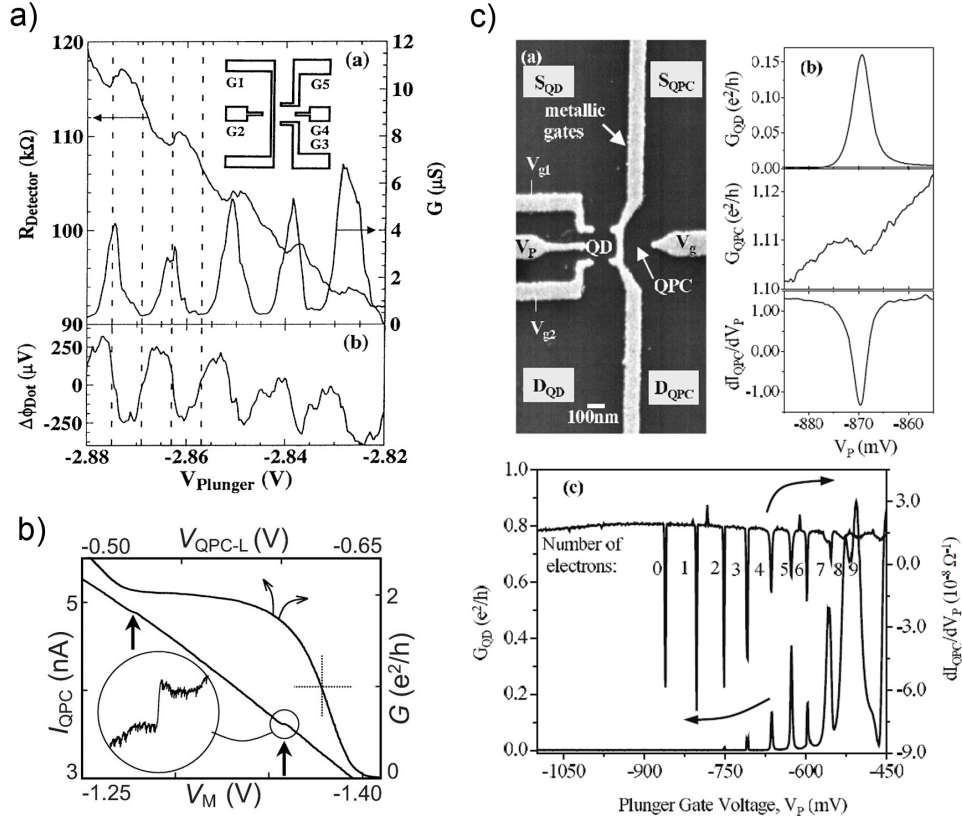 a)
120
110
100
90
R_Detector (kΩ)
12
10
8
6
4
2
0
G (μS)
(a)
G1
G5
G2
G4
G3
(b)
250
0
-250
Δϕ_Dot (μV)
-2.88
-2.86
-2.84
-2.82
V_Plunger (V)
b)
-0.50
V_QPC-L (V)
-0.65
5
3
I_QPC (nA)
2
0
G (e²/h)
-1.25
V_M (V)
-1.40
c)
(a)
S_QD
S_QPC
metallic
gates
V_g1
V_P
QD
V_g
QPC
V_g2
D_QD
D_QPC
100nm
(b)
G_QD (e²/h)
0.15
0.10
0.05
0.00
G_QPC (e²/h)
1.12
1.11
1.10
dI_QPC/dV_P
1.00
0.00
-1.00
-880
-870
-860
V_P (mV)
(c)
1.0
0.8
0.6
0.4
0.2
0.0
G_QD (e²/h)
Number of
electrons:
0 1 2 3 4 5 6 7 8 9
3.0
0.0
-3.0
-6.0
-9.0
dI_QPC/dV_P (10⁻⁸ Ω⁻¹)
-1050
-900
-750
-600
-450
Plunger Gate Voltage, V_P (mV)